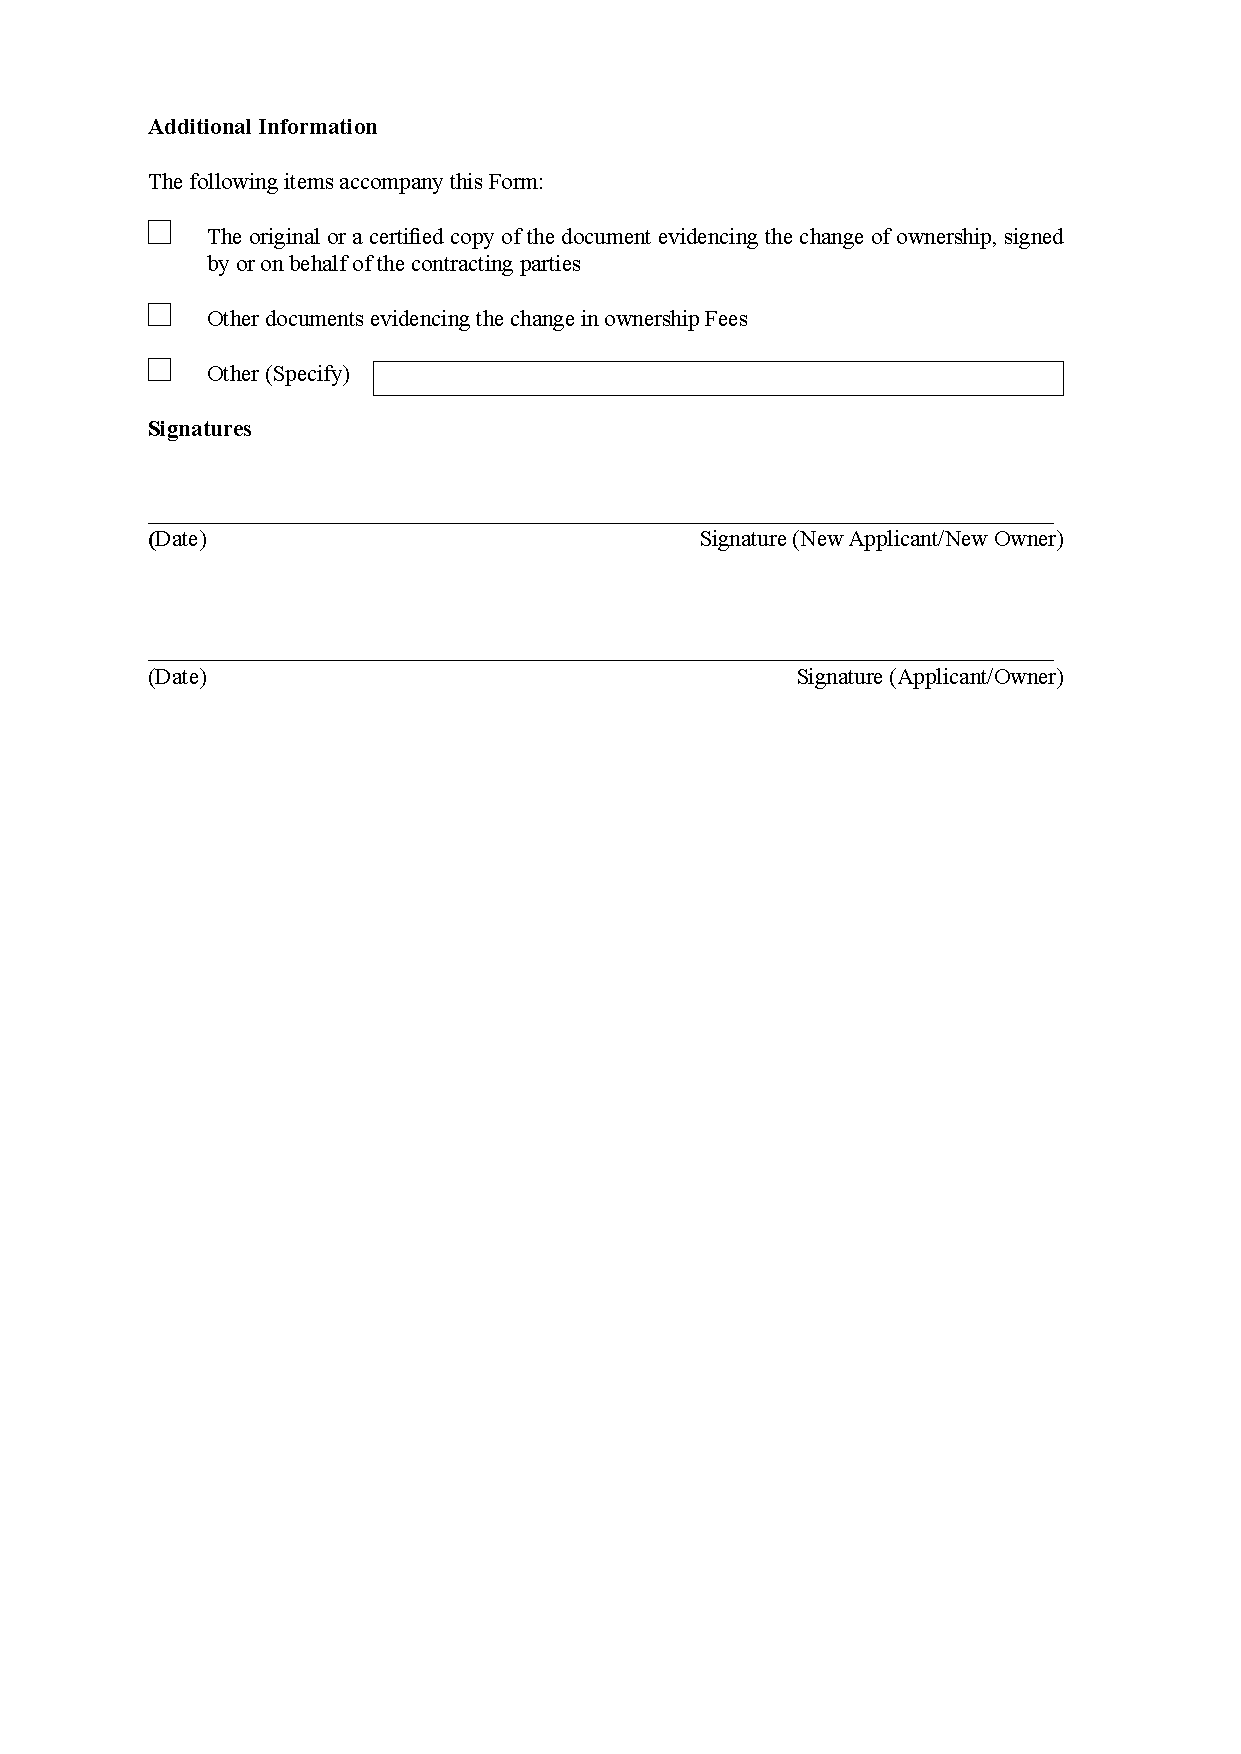 Additional Information
The following items accompany this Form:
The original or a certified copy of the document evidencing the change of ownership, signed
by or on behalf of the contracting parties
Other documents evidencing the change in ownership Fees
Other (Specify)
Signatures
(Date) Signature (New Applicant/New Owner)
(Date) Signature (Applicant/Owner)